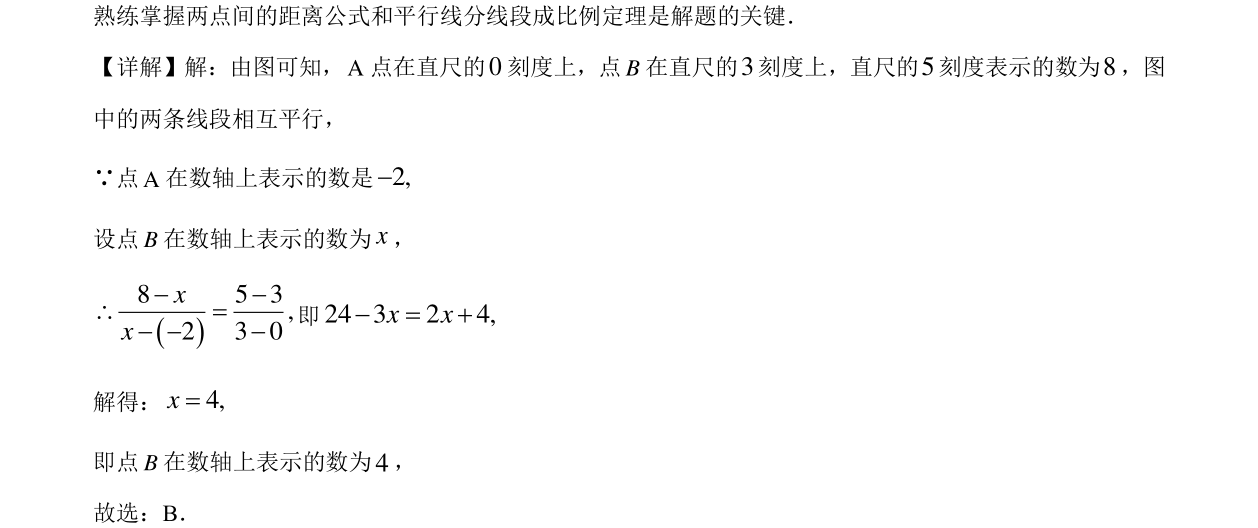 熟练掌握两点间的距离公式和平行线分线段成比例定理是解题的关键．
【详解】解：由图可知，A 点在直尺的0 刻度上，点 B 在直尺的3 刻度上，直尺的5 刻度表示的数为8，图
中的两条线段相互平行，
∵点 A 在数轴上表示的数是 −2,
设点 B 在数轴上表示的数为 x，
∴ (8−x)/(x−(−2)) = (5−3)/(3−0), 即 24−3x=2x+4,
解得： x=4,
即点 B 在数轴上表示的数为 4，
故选：B．